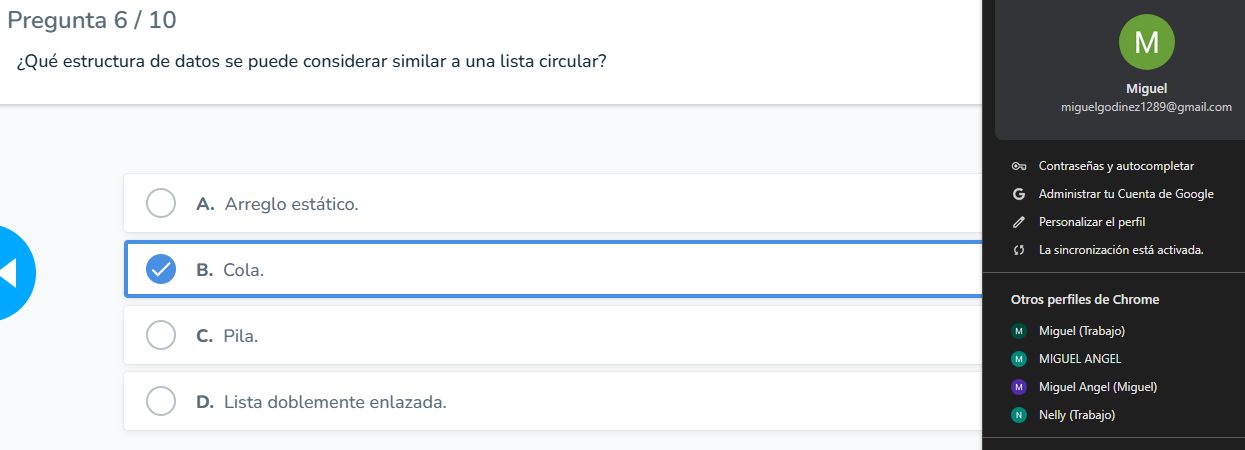 Pregunta 6 / 10
¿Qué estructura de datos se puede considerar similar a una lista circular?
A. Arreglo estático.
B. Cola.
C. Pila.
D. Lista doblemente enlazada.
M
Miguel
miguelgodinez1289@gmail.com
Contraseñas y autocompletar
G Administrar tu Cuenta de Google
Personalizar el perfil
La sincronización está activada.
Otros perfiles de Chrome
M Miguel (Trabajo)
M MIGUEL ANGEL
M Miguel Angel (Miguel)
N Nelly (Trabajo)